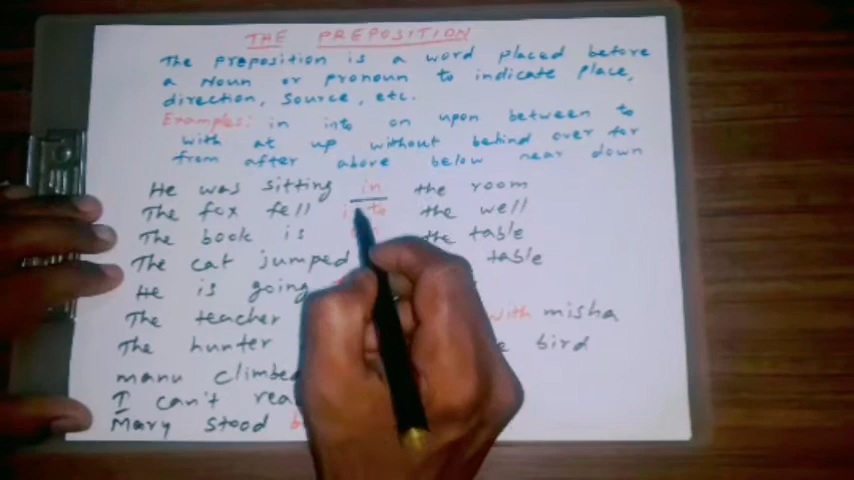 THE PREPOSITION
The preposition is a word placed before
a Noun or pronoun to indicate place,
direction, source, etc.
Examples: in into on upon between to
with at up without behind over for
from after above below near down
He was sitting in the room
The fox fell into the well
The book is the table
The cat jumped table
He is going
The teacher with misha
The hunter bird
manu climbed
I can't
Mary stood